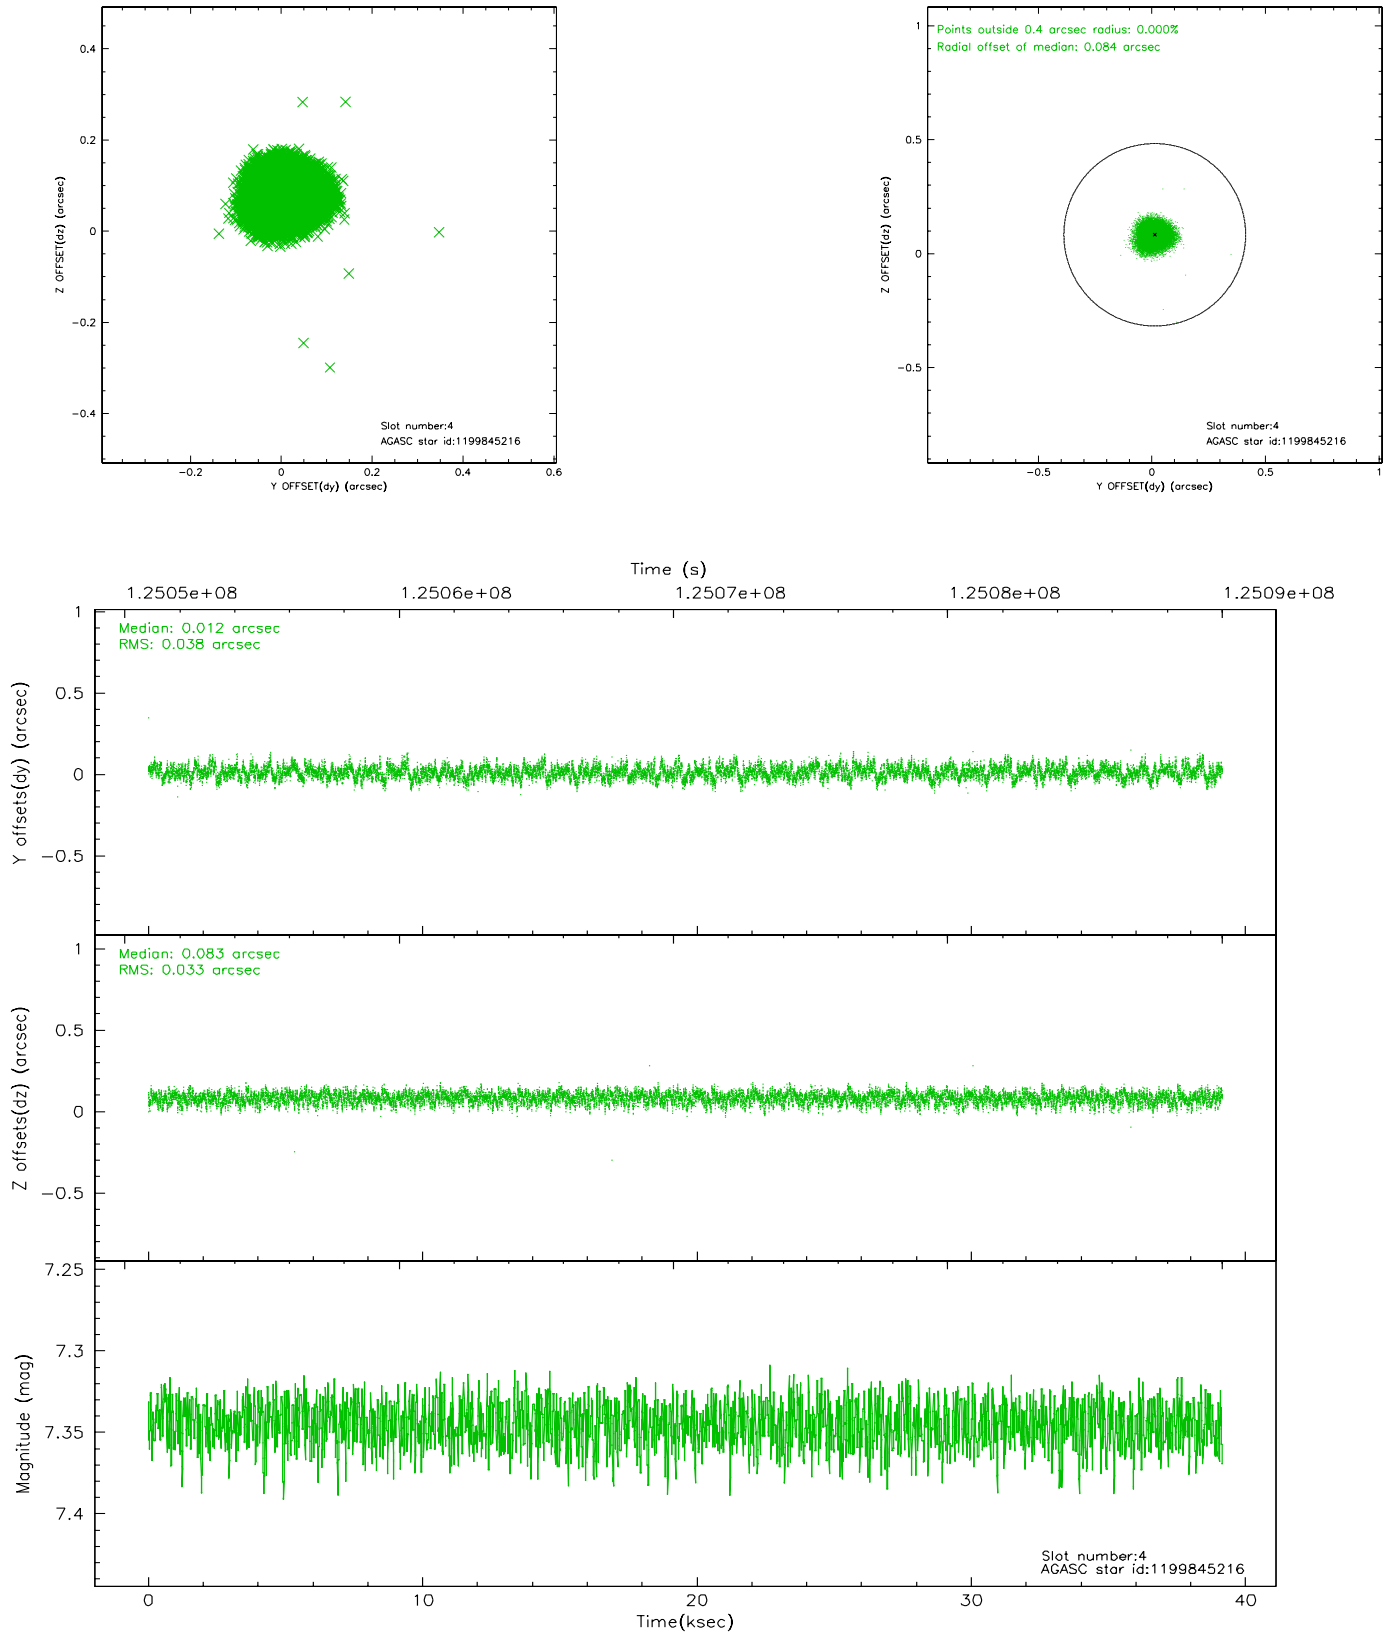 0.4
0.2
0
−0.2
−0.4
Z OFFSET(dz) (arcsec)
Slot number:4
AGASC star id:1199845216
−0.2 0 0.2 0.4 0.6
Y OFFSET(dy) (arcsec)
Points outside 0.4 arcsec radius: 0.000%
Radial offset of median: 0.084 arcsec
1
0.5
0
−0.5
Z OFFSET(dz) (arcsec)
Slot number:4
AGASC star id:1199845216
−0.5 0 0.5 1
Y OFFSET(dy) (arcsec)
Time (s)
1.2505e+08 1.2506e+08 1.2507e+08 1.2508e+08 1.2509e+08
Median: 0.012 arcsec
RMS: 0.038 arcsec
1
0.5
0
−0.5
Y offsets(dy) (arcsec)
Median: 0.083 arcsec
RMS: 0.033 arcsec
1
0.5
0
−0.5
Z offsets(dz) (arcsec)
7.25
7.3
7.35
7.4
Magnitude (mag)
Slot number:4
AGASC star id:1199845216
0 10 20 30 40
Time(ksec)